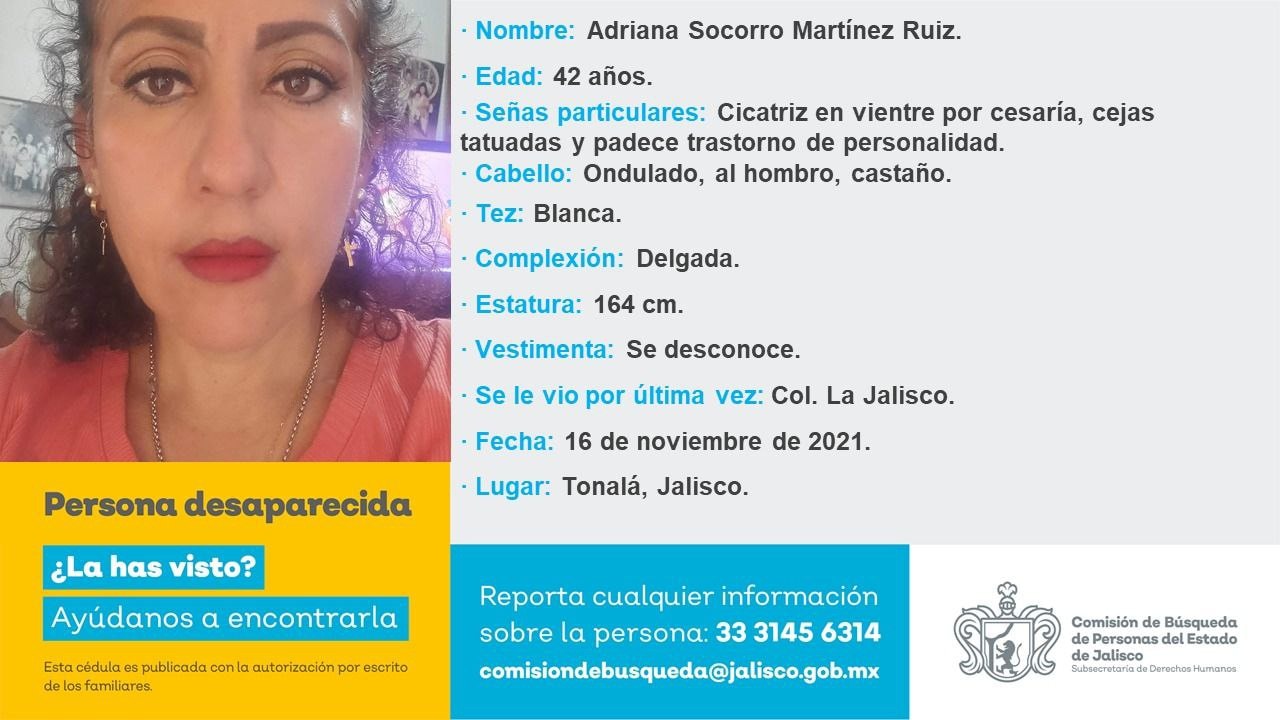 · Nombre: Adriana Socorro Martínez Ruiz.
· Edad: 42 años.
· Señas particulares: Cicatriz en vientre por cesaría, cejas
tatuadas y padece trastorno de personalidad.
· Cabello: Ondulado, al hombro, castaño.
· Tez: Blanca.
· Complexión: Delgada.
· Estatura: 164 cm.
· Vestimenta: Se desconoce.
· Se le vio por última vez: Col. La Jalisco.
· Fecha: 16 de noviembre de 2021.
· Lugar: Tonalá, Jalisco.
Persona desaparecida
¿La has visto?
Ayúdanos a encontrarla
Esta cédula es publicada con la autorización por escrito
de los familiares.
Reporta cualquier información
sobre la persona: 33 3145 6314
comisiondebusqueda@jalisco.gob.mx
Comisión de Búsqueda
de Personas del Estado
de Jalisco
Subsecretaría de Derechos Humanos